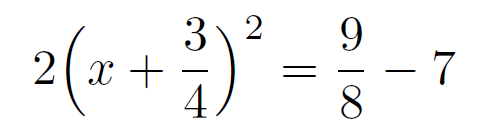 2(x + 3/4)² = 9/8 − 7